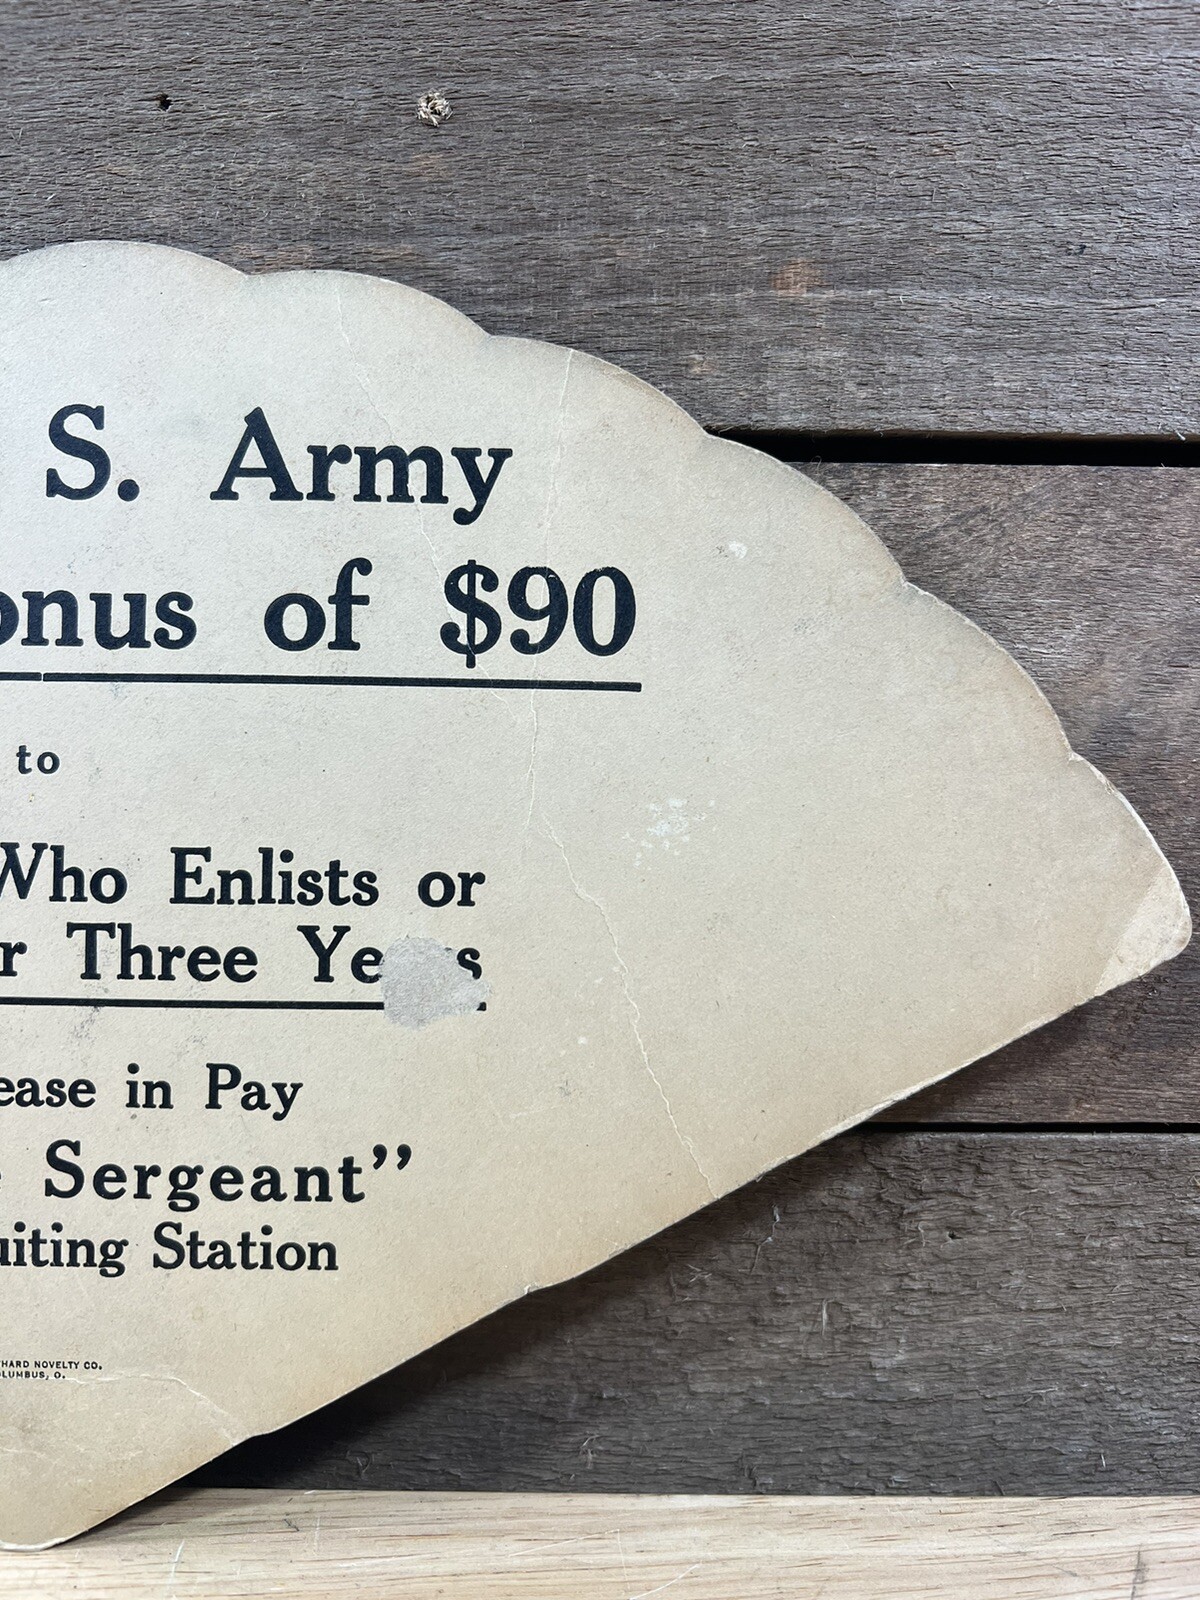 S. Army
onus of $90
to
Who Enlists or
r Three Ye s
ease in Pay
Sergeant”
uiting Station
HARD NOVELTY CO.
LUMBUS, O.